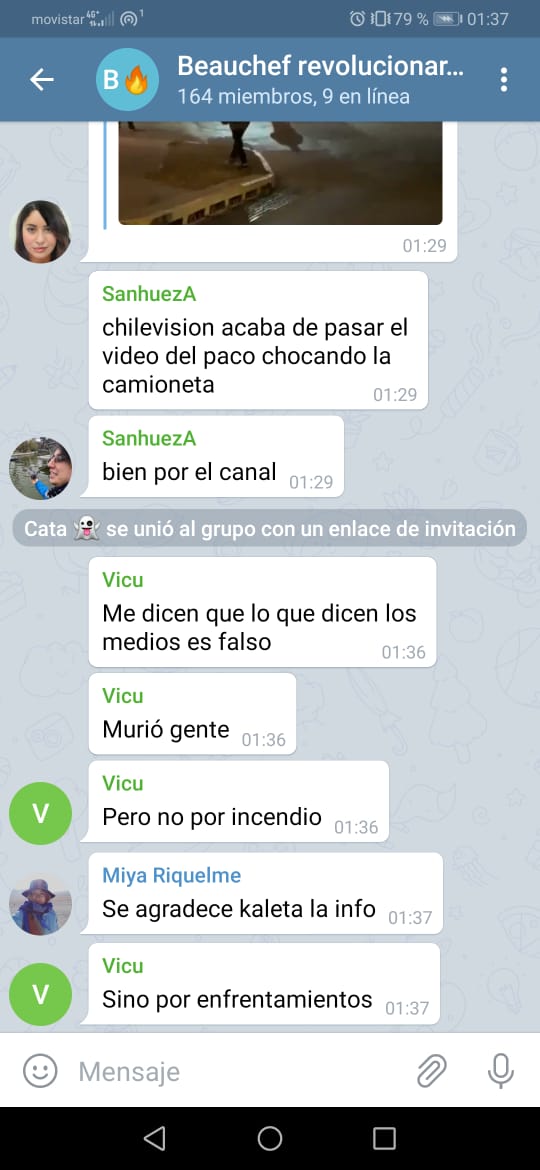 movistar 4G+ 1 79 % 01:37
B🔥 Beauchef revolucionar...
164 miembros, 9 en línea
01:29
SanhuezA
chilevision acaba de pasar el
video del paco chocando la
camioneta 01:29
SanhuezA
bien por el canal 01:29
Cata 👻 se unió al grupo con un enlace de invitación
Vicu
Me dicen que lo que dicen los
medios es falso 01:36
Vicu
Murió gente 01:36
Vicu
V Pero no por incendio 01:36
Miya Riquelme
Se agradece kaleta la info 01:37
Vicu
V Sino por enfrentamientos 01:37
Mensaje